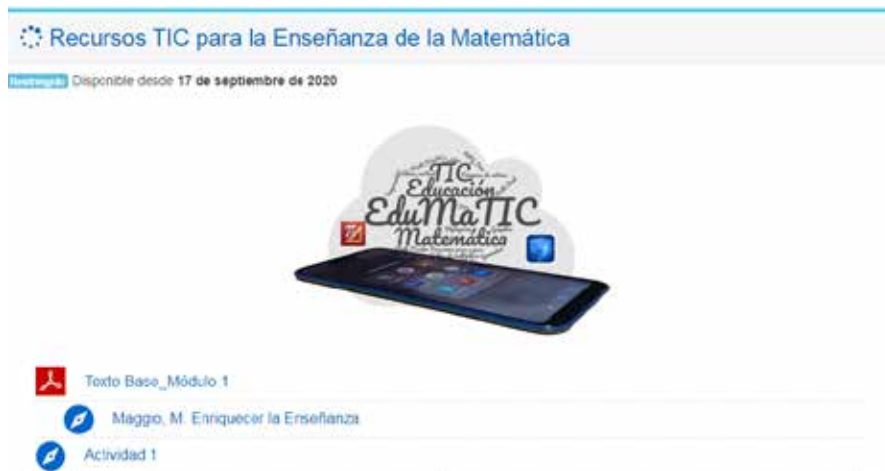 Recursos TIC para la Enseñanza de la Matemática
Restringido Disponible desde 17 de septiembre de 2020
TIC
Educación
EduMaTIC
Matemática
Texto Base_Módulo 1
Maggio, M. Enriquecer la Enseñanza
Actividad 1